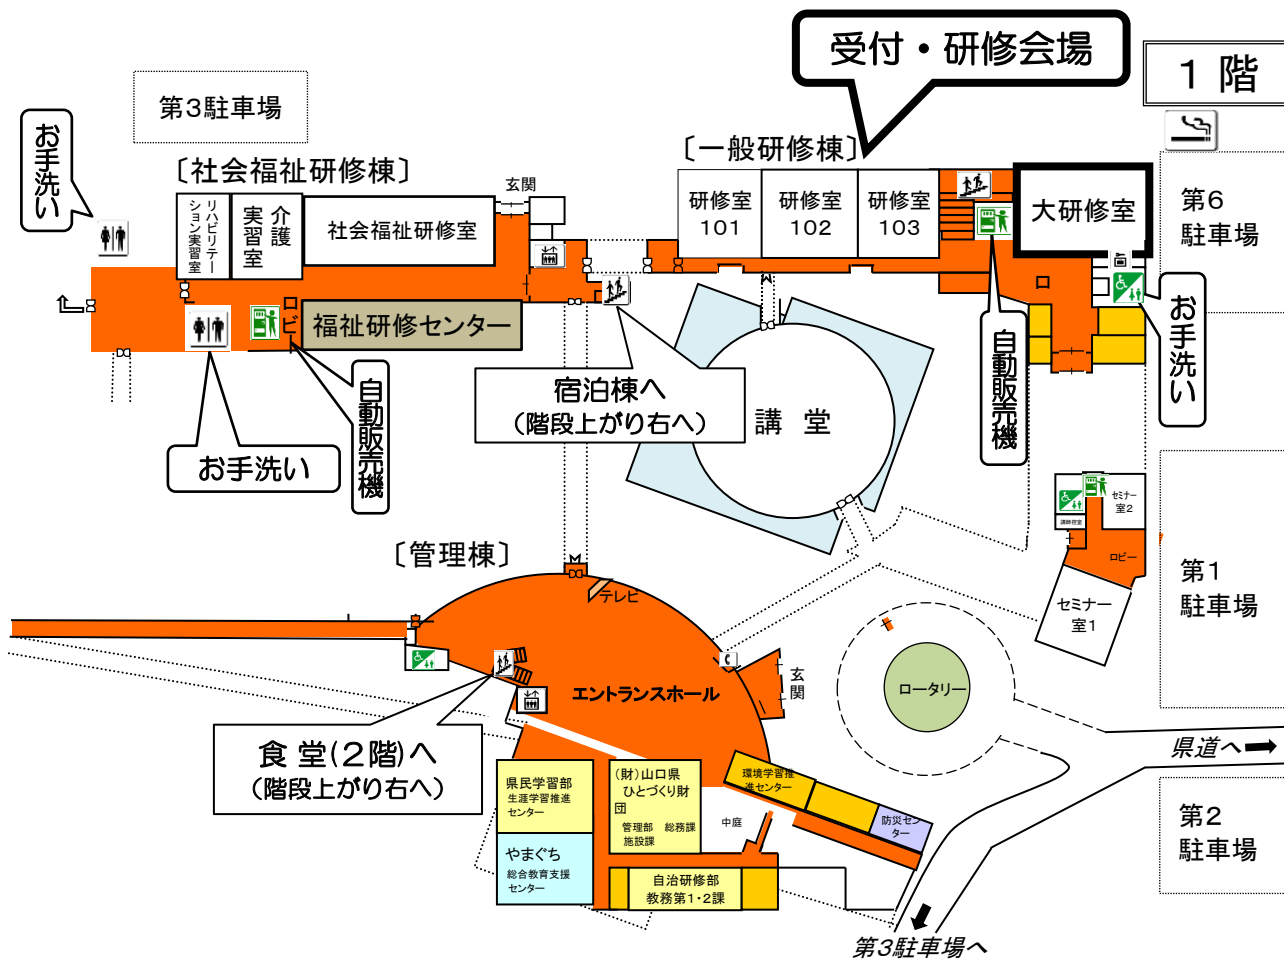 受付・研修会場
1 階
第3駐車場
お手洗い
〔社会福祉研修棟〕
玄関
〔一般研修棟〕
リハビリテー
ション実習室
介護
実習室
社会福祉研修室
研修室
101
研修室
102
研修室
103
大研修室
第6
駐車場
ロ
ロビ
福祉研修センター
自動販売機
お手洗い
宿泊棟へ
(階段上がり右へ)
講 堂
自動販売機
お手洗い
セミナー
室2
講師控室
ロビー
セミナー
室1
第1
駐車場
〔管理棟〕
テレビ
エントランスホール
玄関
ロータリー
食 堂(2階)へ
(階段上がり右へ)
県道へ
県民学習部
生涯学習推進
センター
(財)山口県
ひとづくり財
団
管理部 総務課
施設課
環境学習推
進センター
防災セン
ター
中庭
やまぐち
総合教育支援
センター
自治研修部
教務第1・2課
第2
駐車場
第3駐車場へ